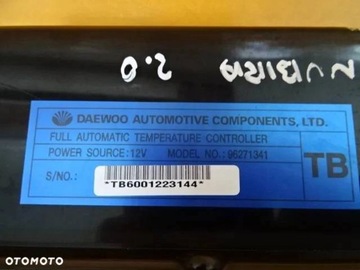 NUBIRA
2.0
DAEWOO AUTOMOTIVE COMPONENTS, LTD.
FULL AUTOMATIC TEMPERATURE CONTROLLER
POWER SOURCE:12V MODEL NO.:96271341
TB
S/NO.:
*TB6001223144*
OTOMOTO
OTOMOTO